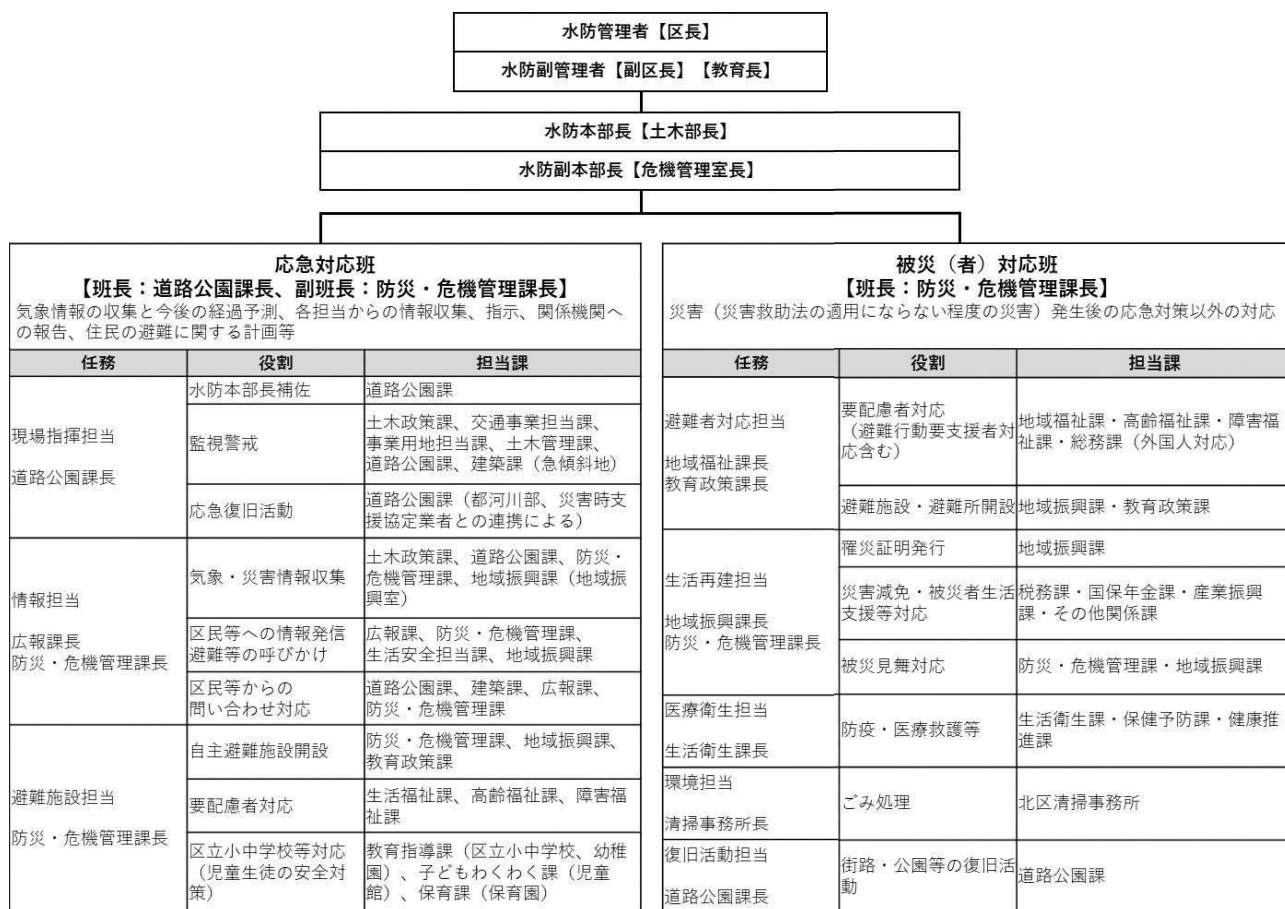 水防管理者【区長】
水防副管理者【副区長】【教育長】
水防本部長【土木部長】
水防副本部長【危機管理室長】
応急対応班
【班長：道路公園課長、副班長：防災・危機管理課長】
気象情報の収集と今後の経過予測、各担当からの情報収集、指示、関係機関へ
の報告、住民の避難に関する計画等
任務
役割
担当課
現場指揮担当
道路公園課長
水防本部長補佐
道路公園課
監視警戒
土木政策課、交通事業担当課、
事業用地担当課、土木管理課、
道路公園課、建築課（急傾斜地）
応急復旧活動
道路公園課（都河川部、災害時支
援協定業者との連携による）
情報担当
広報課長
防災・危機管理課長
気象・災害情報収集
土木政策課、道路公園課、防災・
危機管理課、地域振興課（地域振
興室）
区民等への情報発信
避難等の呼びかけ
広報課、防災・危機管理課、
生活安全担当課、地域振興課
区民等からの
問い合わせ対応
道路公園課、建築課、広報課、
防災・危機管理課
避難施設担当
防災・危機管理課長
自主避難施設開設
防災・危機管理課、地域振興課、
教育政策課
要配慮者対応
生活福祉課、高齢福祉課、障害福
祉課
区立小中学校等対応
（児童生徒の安全対
策）
教育指導課（区立小中学校、幼稚
園）、子どもわくわく課（児童
館）、保育課（保育園）
被災（者）対応班
【班長：防災・危機管理課長】
災害（災害救助法の適用にならない程度の災害）発生後の応急対策以外の対応
任務
役割
担当課
避難者対応担当
地域福祉課長
教育政策課長
要配慮者対応
（避難行動要支援者対
応含む）
地域福祉課・高齢福祉課・障害福
祉課・総務課（外国人対応）
避難施設・避難所開設
地域振興課・教育政策課
生活再建担当
地域振興課長
防災・危機管理課長
罹災証明発行
地域振興課
災害減免・被災者生活
支援等対応
税務課・国保年金課・産業振興
課・その他関係課
被災見舞対応
防災・危機管理課・地域振興課
医療衛生担当
生活衛生課長
防疫・医療救護等
生活衛生課・保健予防課・健康推
進課
環境担当
清掃事務所長
ごみ処理
北区清掃事務所
復旧活動担当
道路公園課長
街路・公園等の復旧活
動
道路公園課